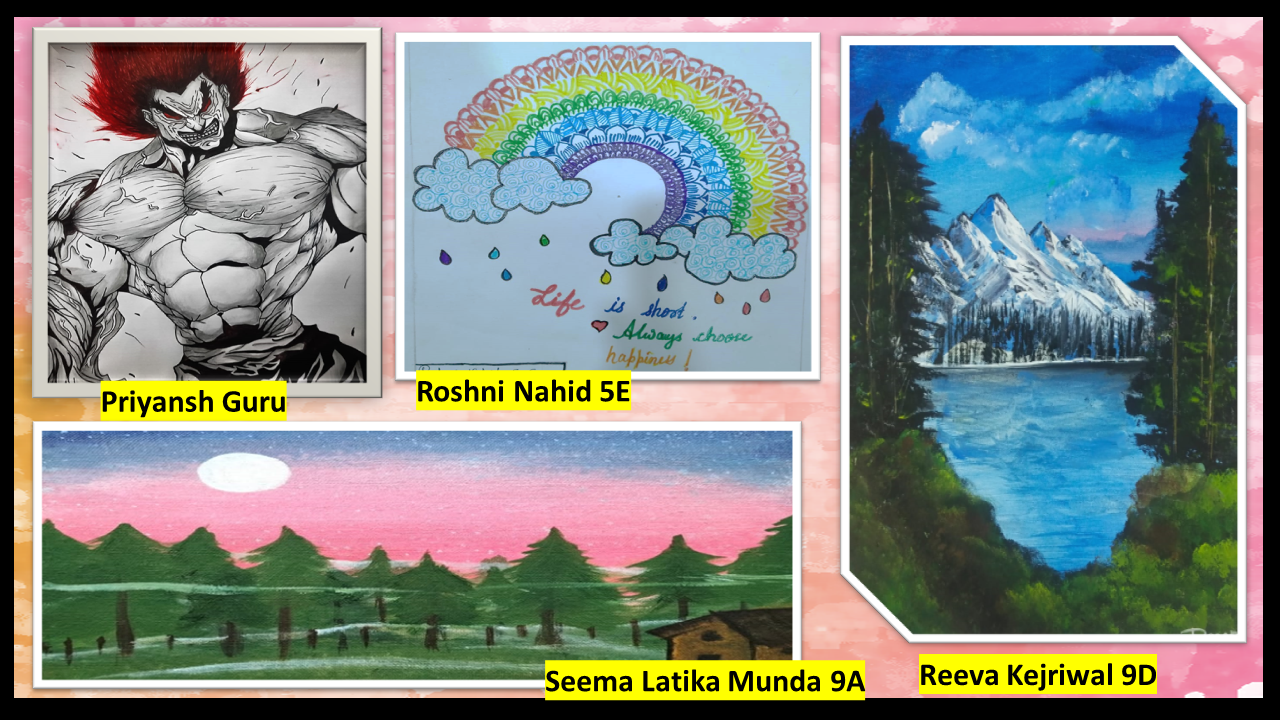 Life is short.
Always choose
happiness !
Priyansh Guru
Roshni Nahid 5E
Seema Latika Munda 9A
Reeva Kejriwal 9D